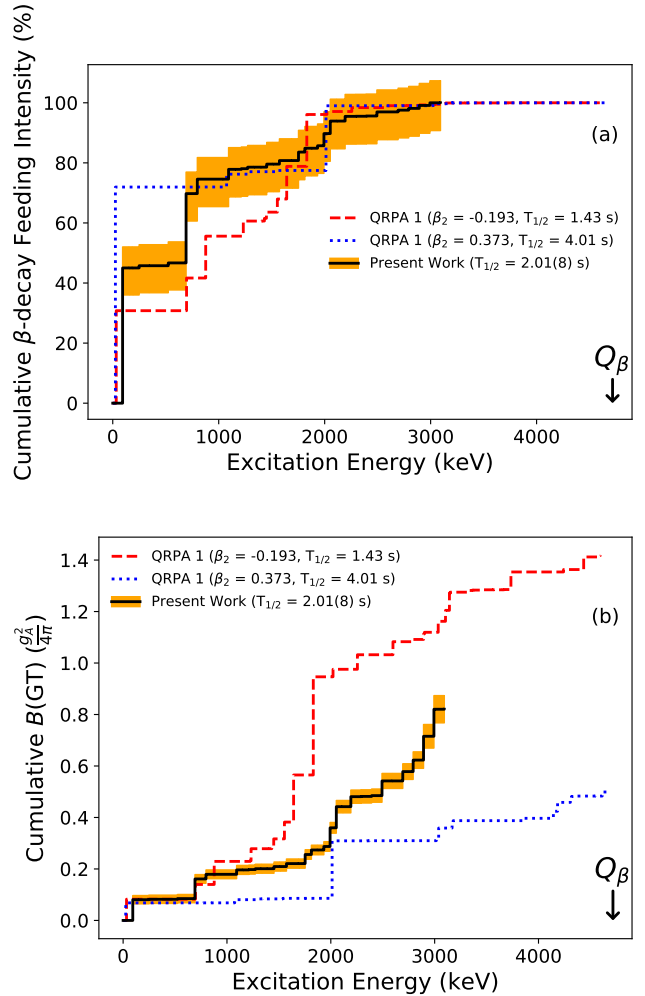 Cumulative β-decay Feeding Intensity (%)
100
80
60
40
20
0
(a)
QRPA 1 (β₂ = -0.193, T₁/₂ = 1.43 s)
QRPA 1 (β₂ = 0.373, T₁/₂ = 4.01 s)
Present Work (T₁/₂ = 2.01(8) s)
Qβ
0 1000 2000 3000 4000
Excitation Energy (keV)
Cumulative B(GT) (g²_A/4π)
1.4
1.2
1.0
0.8
0.6
0.4
0.2
0.0
QRPA 1 (β₂ = -0.193, T₁/₂ = 1.43 s)
QRPA 1 (β₂ = 0.373, T₁/₂ = 4.01 s)
Present Work (T₁/₂ = 2.01(8) s)
(b)
Qβ
0 1000 2000 3000 4000
Excitation Energy (keV)